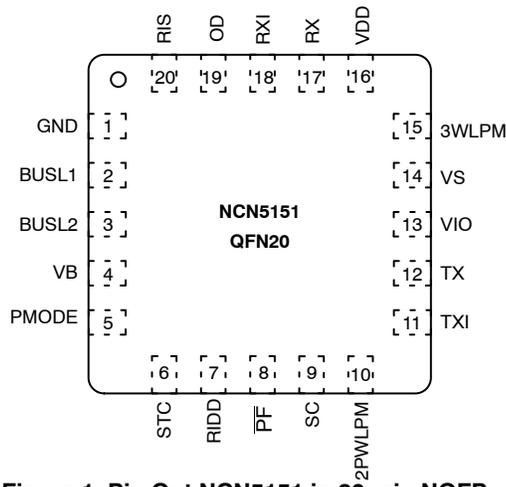 RIS OD RXI RX VDD
20 19 18 17 16
GND 1 15 3WLPM
BUSL1 2 14 VS
BUSL2 3 13 VIO
VB 4 12 TX
PMODE 5 11 TXI
NCN5151
QFN20
6 7 8 9 10
STC RIDD PF SC 2PWLPM